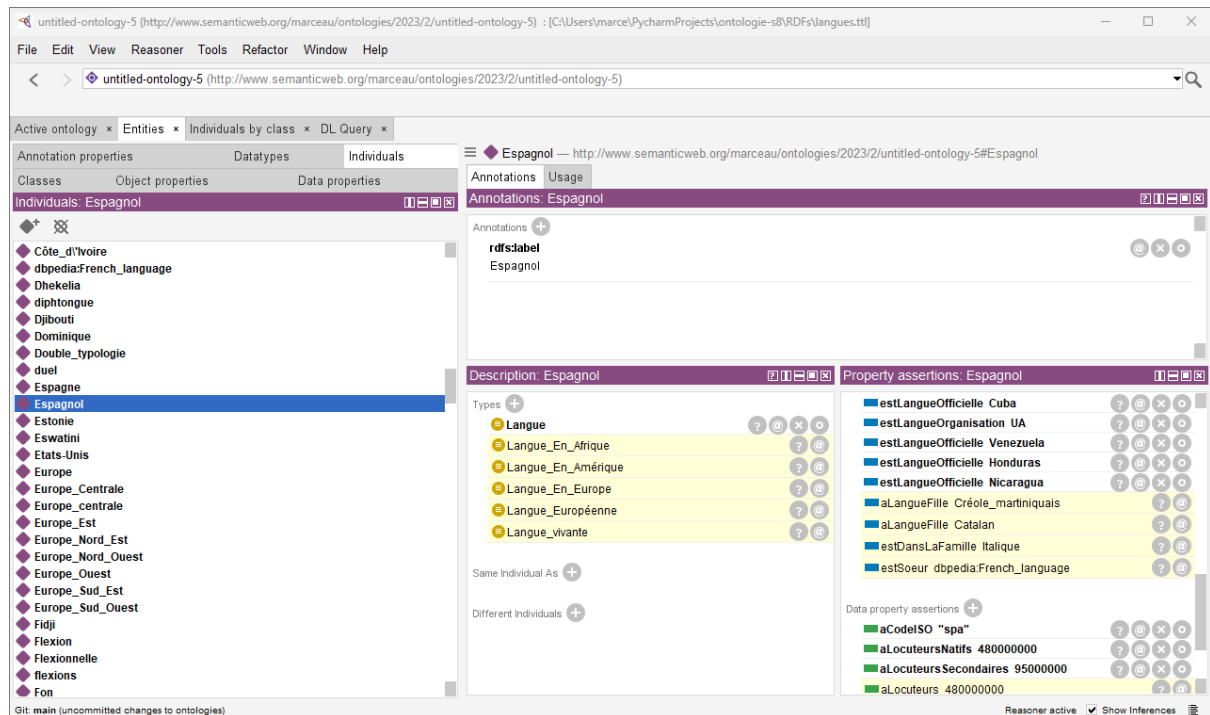 untitled-ontology-5 (http://www.semanticweb.org/marceau/ontologies/2023/2/untitled-ontology-5) : [C:\Users\marce\PycharmProjects\ontologie-s8\RDFs\langues.ttl]
File Edit View Reasoner Tools Refactor Window Help
untitled-ontology-5 (http://www.semanticweb.org/marceau/ontologies/2023/2/untitled-ontology-5)
Active ontology × Entities × Individuals by class × DL Query ×
Annotation properties Datatypes Individuals
Classes Object properties Data properties
Individuals: Espagnol
Côte_d\'Ivoire
dbpedia:French_language
Dhekelia
diphtongue
Djibouti
Dominique
Double_typologie
duel
Espagne
Espagnol
Estonie
Eswatini
Etats-Unis
Europe
Europe_Centrale
Europe_centrale
Europe_Est
Europe_Nord_Est
Europe_Nord_Ouest
Europe_Ouest
Europe_Sud_Est
Europe_Sud_Ouest
Fidji
Flexion
Flexionnelle
flexions
Fon
Espagnol — http://www.semanticweb.org/marceau/ontologies/2023/2/untitled-ontology-5#Espagnol
Annotations Usage
Annotations: Espagnol
Annotations
rdfs:label
Espagnol
Description: Espagnol
Types
Langue
Langue_En_Afrique
Langue_En_Amérique
Langue_En_Europe
Langue_Européenne
Langue_vivante
Same Individual As
Different Individuals
Property assertions: Espagnol
estLangueOfficielle Cuba
estLangueOrganisation UA
estLangueOfficielle Venezuela
estLangueOfficielle Honduras
estLangueOfficielle Nicaragua
aLangueFille Créole_martiniquais
aLangueFille Catalan
estDansLaFamille Italique
estSoeur dbpedia:French_language
Data property assertions
aCodeISO "spa"
aLocuteursNatifs 480000000
aLocuteursSecondaires 95000000
aLocuteurs 480000000
Git: main (uncommitted changes to ontologies)
Reasoner active Show Inferences